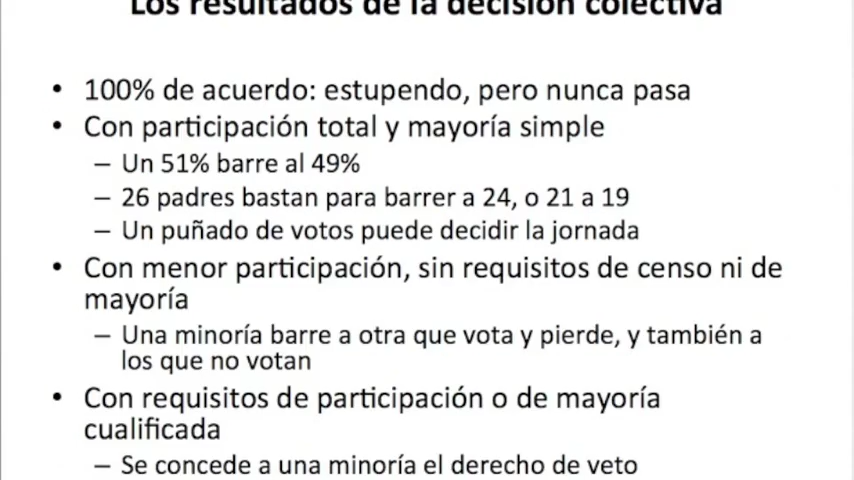 Los resultados de la decisión colectiva
• 100% de acuerdo: estupendo, pero nunca pasa
• Con participación total y mayoría simple
– Un 51% barre al 49%
– 26 padres bastan para barrer a 24, o 21 a 19
– Un puñado de votos puede decidir la jornada
• Con menor participación, sin requisitos de censo ni de
mayoría
– Una minoría barre a otra que vota y pierde, y también a
los que no votan
• Con requisitos de participación o de mayoría
cualificada
– Se concede a una minoría el derecho de veto